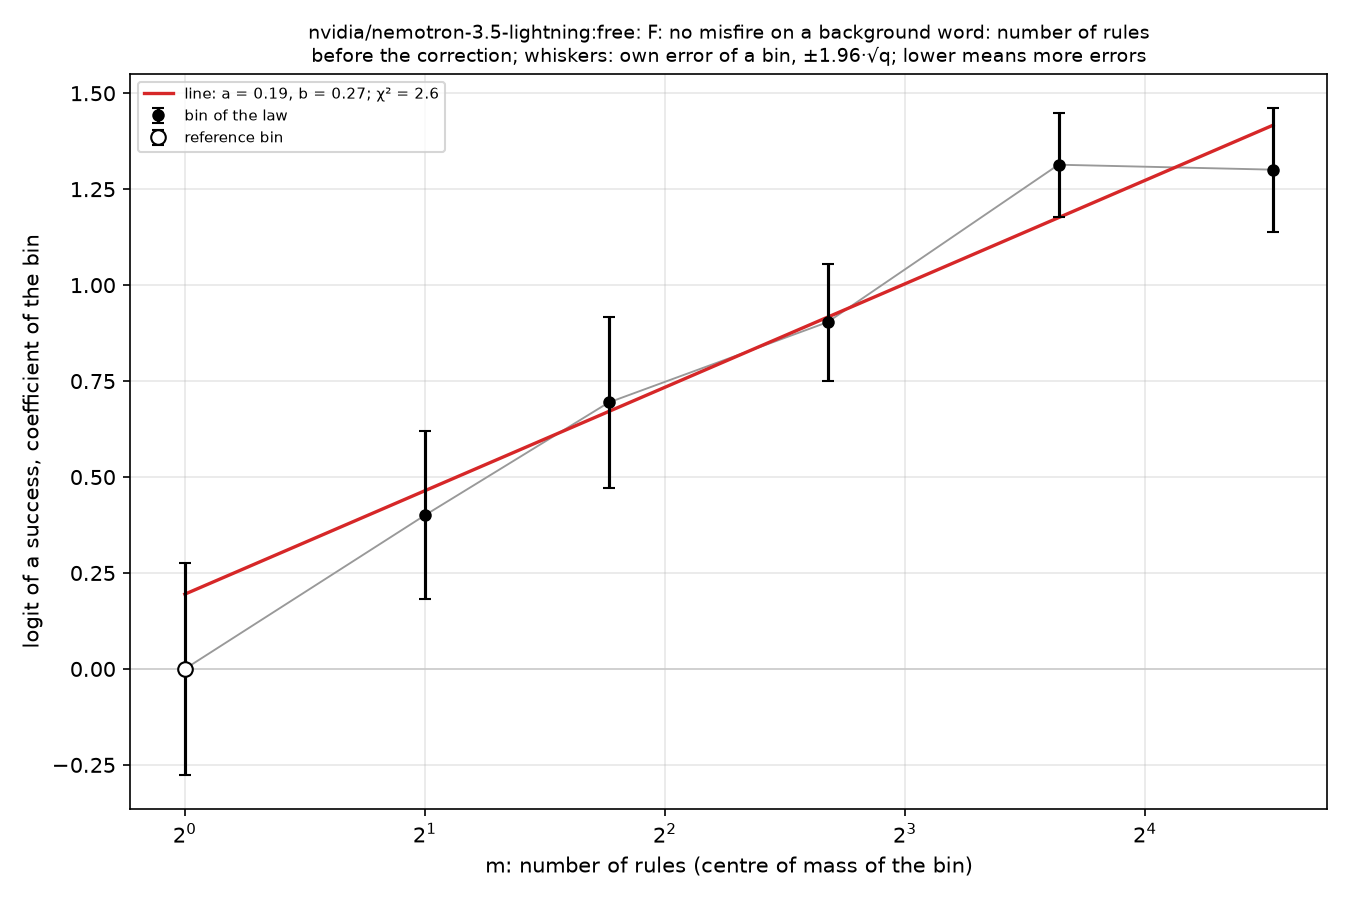 nvidia/nemotron-3.5-lightning:free: F: no misfire on a background word: number of rules
before the correction; whiskers: own error of a bin, ±1.96·√q; lower means more errors
line: a = 0.19, b = 0.27; χ² = 2.6
bin of the law
reference bin
logit of a success, coefficient of the bin
1.50
1.25
1.00
0.75
0.50
0.25
0.00
−0.25
2⁰ 2¹ 2² 2³ 2⁴
m: number of rules (centre of mass of the bin)